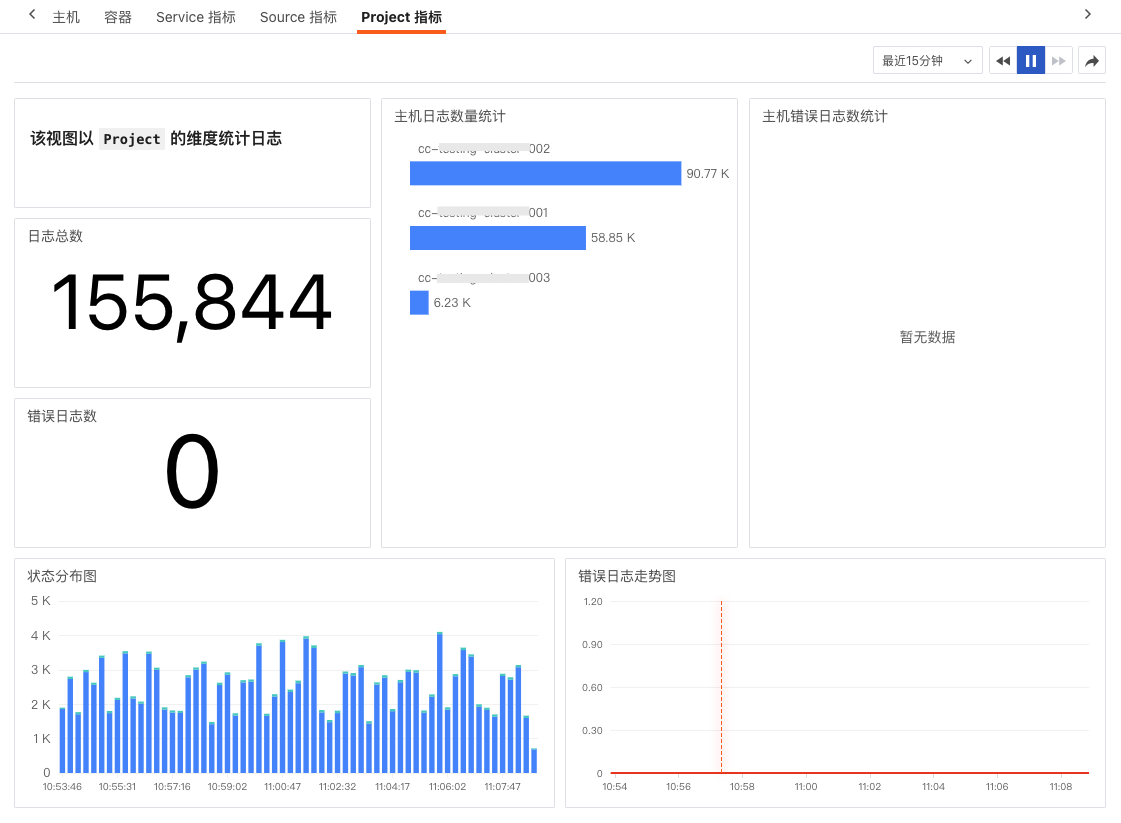 主机 容器 Service 指标 Source 指标 Project 指标
最近15分钟
该视图以 Project 的维度统计日志
日志总数
155,844
错误日志数
0
主机日志数量统计
cc- 002
90.77 K
cc- 001
58.85 K
cc- 003
6.23 K
主机错误日志数统计
暂无数据
状态分布图
5 K
4 K
3 K
2 K
1 K
0
10:53:46 10:55:31 10:57:16 10:59:02 11:00:47 11:02:32 11:04:17 11:06:02 11:07:47
错误日志走势图
1.20
0.90
0.60
0.30
0
10:54 10:56 10:58 11:00 11:02 11:04 11:06 11:08